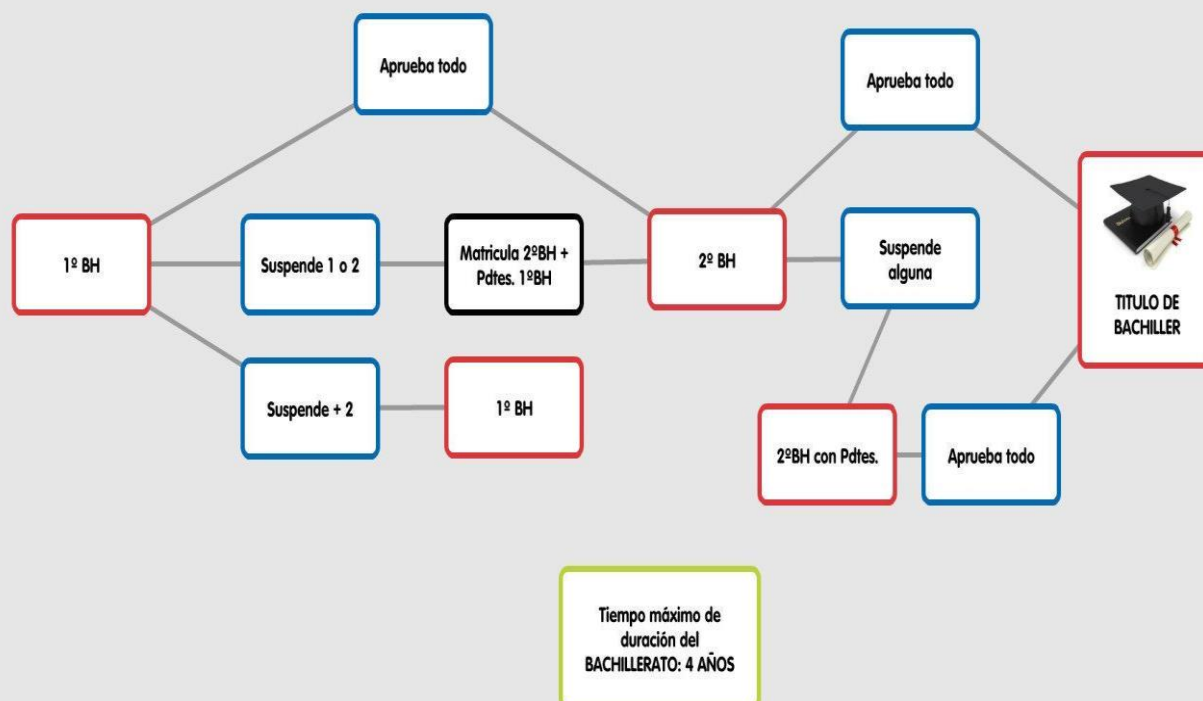 Aprueba todo
Aprueba todo
1º BH
Suspende 1 o 2
Matricula 2ºBH +
Pdtes. 1ºBH
2º BH
Suspende
alguna
TITULO DE
BACHILLER
Suspende + 2
1º BH
2ºBH con Pdtes.
Aprueba todo
Tiempo máximo de
duración del
BACHILLERATO: 4 AÑOS